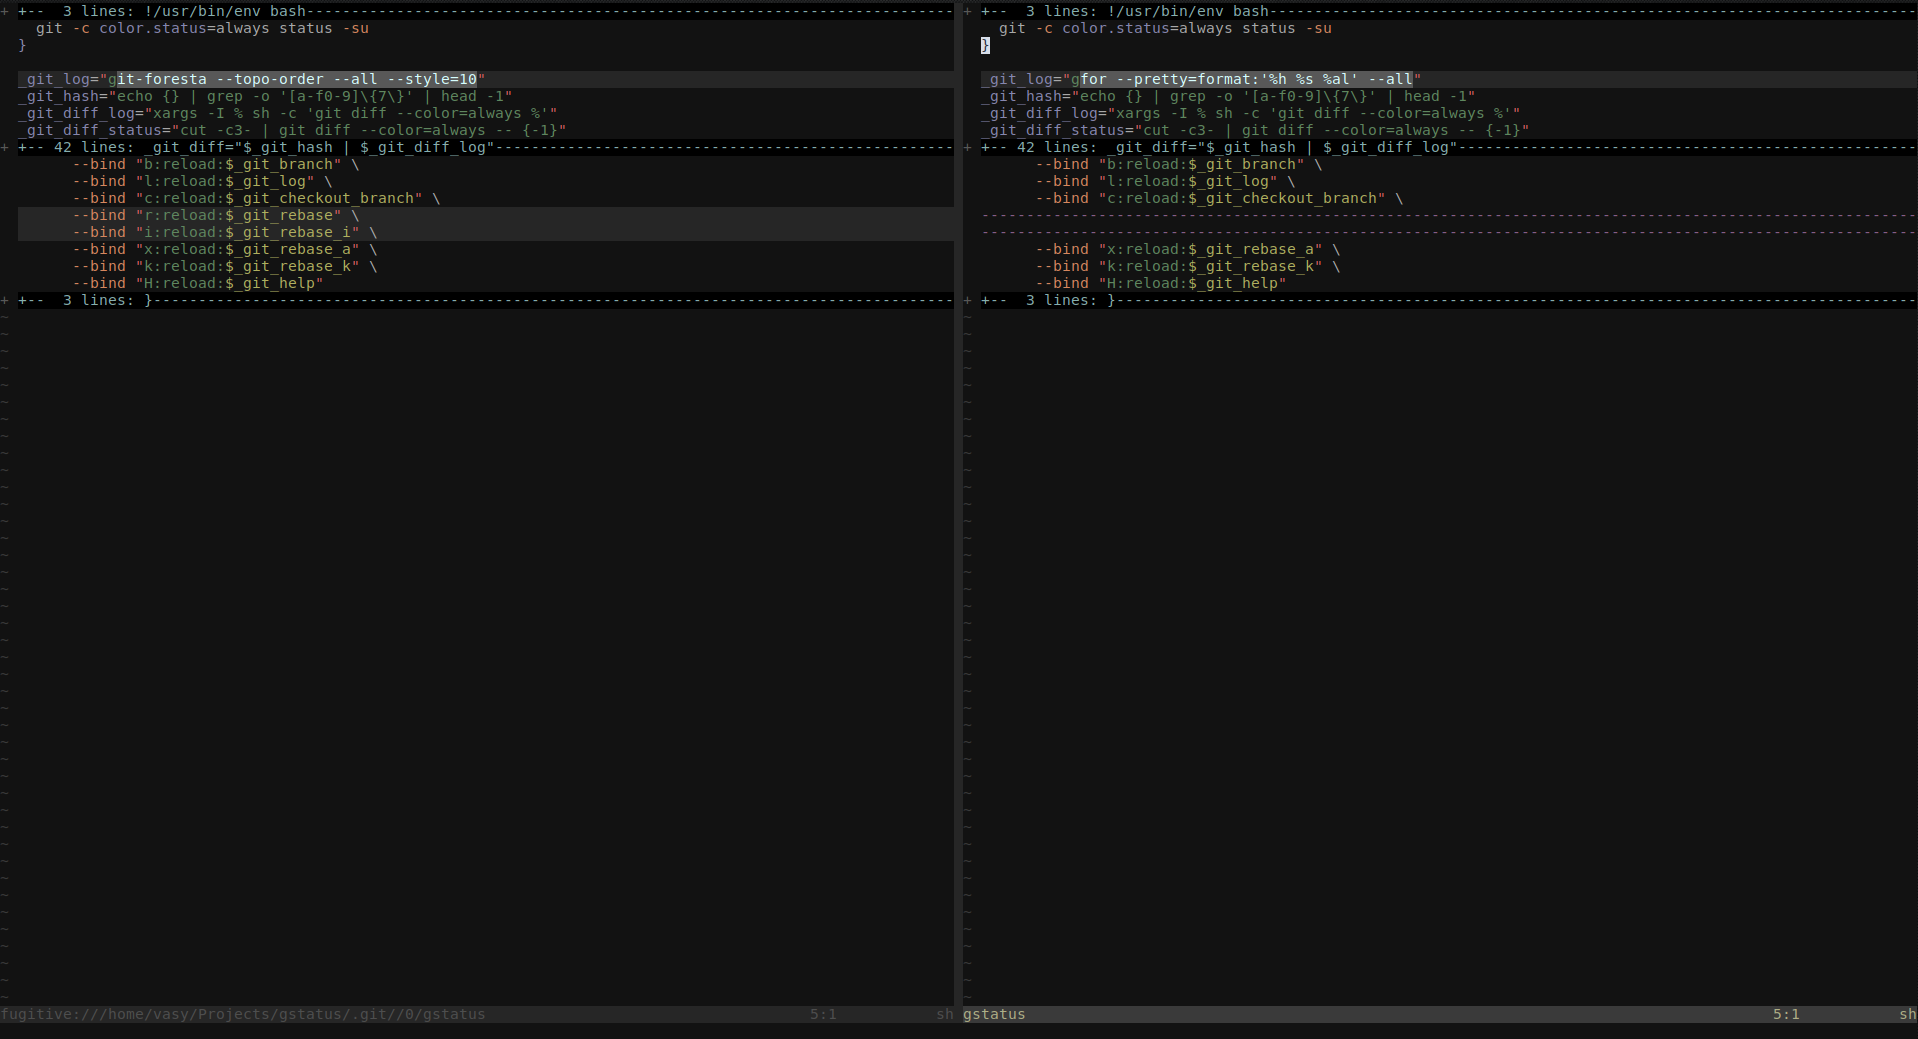 + +--  3 lines: !/usr/bin/env bash----------------------------------------
  git -c color.status=always status -su
}
_git_log="git-foresta --topo-order --all --style=10"
_git_hash="echo {} | grep -o '[a-f0-9]\{7\}' | head -1"
_git_diff_log="xargs -I % sh -c 'git diff --color=always %'"
_git_diff_status="cut -c3- | git diff --color=always -- {-1}"
+ +-- 42 lines: _git_diff="$_git_hash | $_git_diff_log"----------------------------------------
      --bind "b:reload:$_git_branch" \
      --bind "l:reload:$_git_log" \
      --bind "c:reload:$_git_checkout_branch" \
      --bind "r:reload:$_git_rebase" \
      --bind "i:reload:$_git_rebase_i" \
      --bind "x:reload:$_git_rebase_a" \
      --bind "k:reload:$_git_rebase_k" \
      --bind "H:reload:$_git_help"
+ +--  3 lines: }----------------------------------------
fugitive:///home/vasy/Projects/gstatus/.git//0/gstatus 5:1 sh
+ +--  3 lines: !/usr/bin/env bash----------------------------------------
  git -c color.status=always status -su
}
_git_log="gfor --pretty=format:'%h %s %al' --all"
_git_hash="echo {} | grep -o '[a-f0-9]\{7\}' | head -1"
_git_diff_log="xargs -I % sh -c 'git diff --color=always %'"
_git_diff_status="cut -c3- | git diff --color=always -- {-1}"
+ +-- 42 lines: _git_diff="$_git_hash | $_git_diff_log"----------------------------------------
      --bind "b:reload:$_git_branch" \
      --bind "l:reload:$_git_log" \
      --bind "c:reload:$_git_checkout_branch" \
      --bind "x:reload:$_git_rebase_a" \
      --bind "k:reload:$_git_rebase_k" \
      --bind "H:reload:$_git_help"
+ +--  3 lines: }----------------------------------------
gstatus 5:1 sh